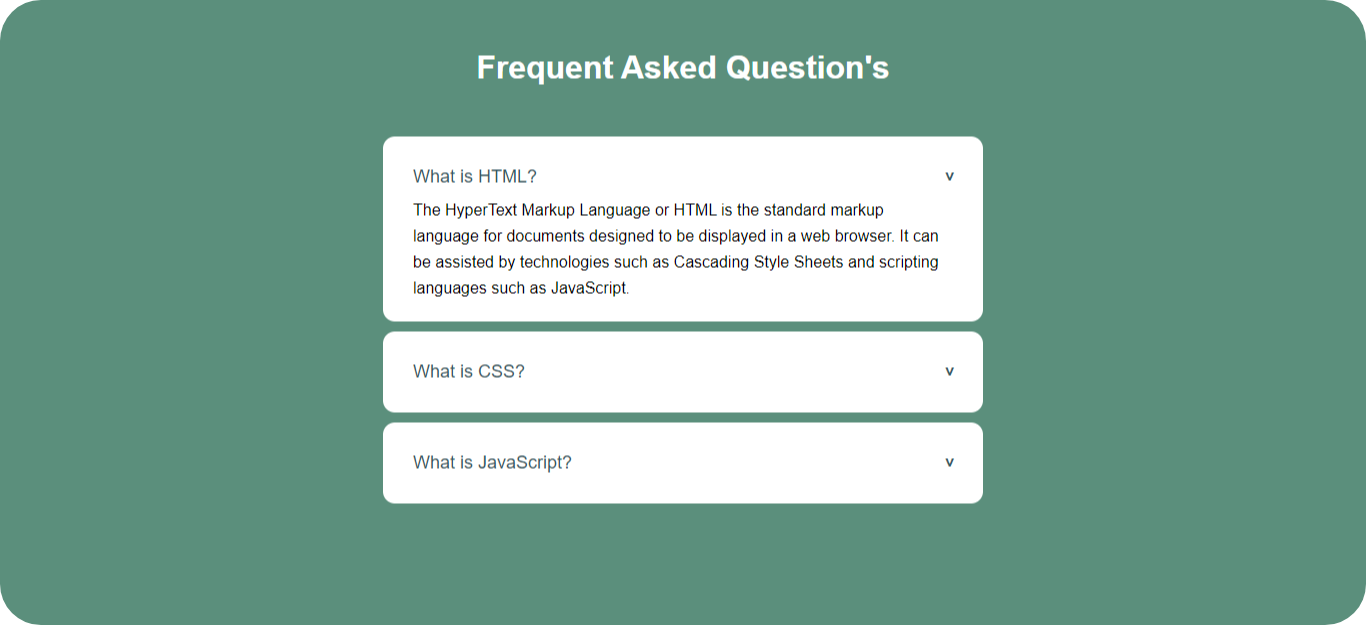 Frequent Asked Question's
What is HTML? v
The HyperText Markup Language or HTML is the standard markup
language for documents designed to be displayed in a web browser. It can
be assisted by technologies such as Cascading Style Sheets and scripting
languages such as JavaScript.
What is CSS? v
What is JavaScript? v